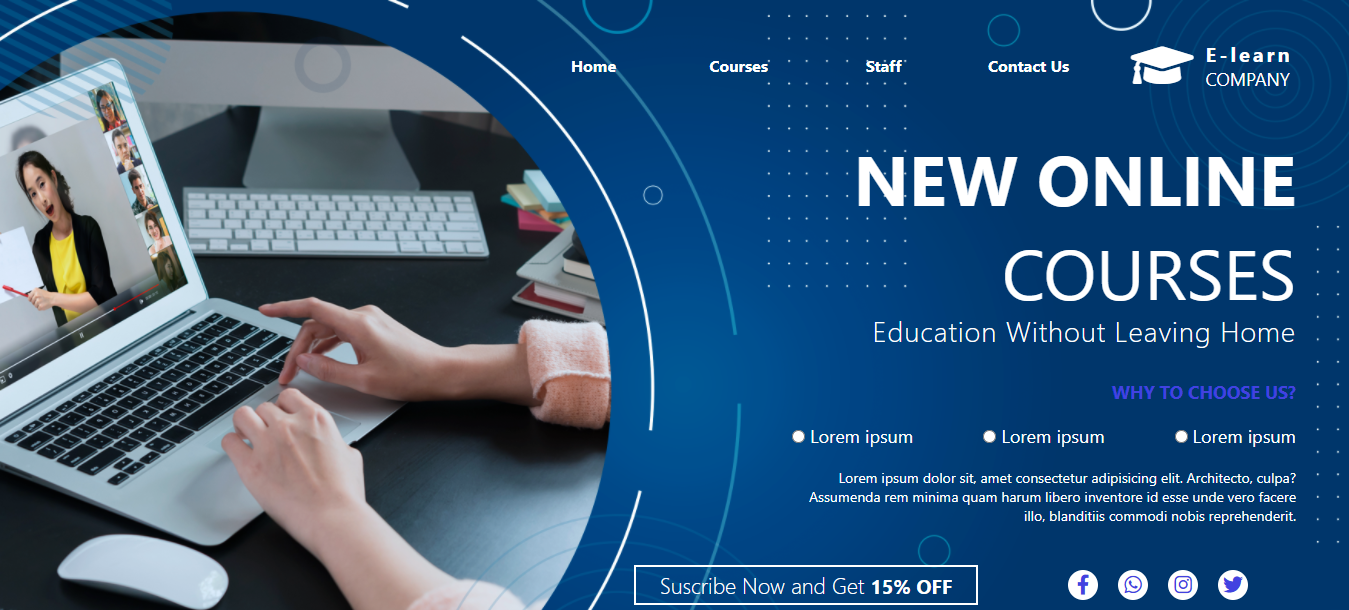 Home Courses Staff Contact Us
E-learn
COMPANY
NEW ONLINE
COURSES
Education Without Leaving Home
WHY TO CHOOSE US?
Lorem ipsum Lorem ipsum Lorem ipsum
Lorem ipsum dolor sit, amet consectetur adipisicing elit. Architecto, culpa?
Assumenda rem minima quam harum libero inventore id esse unde vero facere
illo, blanditiis commodi nobis reprehenderit.
Suscribe Now and Get 15% OFF